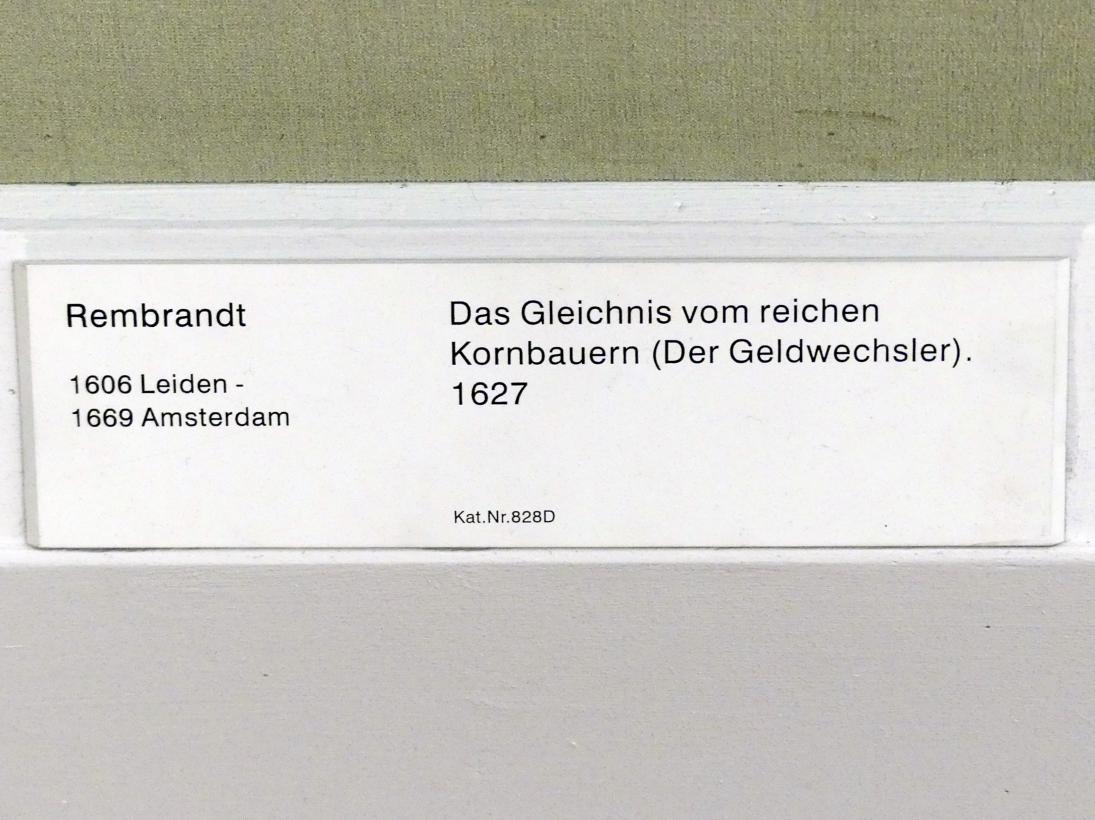 Rembrandt
1606 Leiden -
1669 Amsterdam
Das Gleichnis vom reichen
Kornbauern (Der Geldwechsler).
1627
Kat.Nr.828D